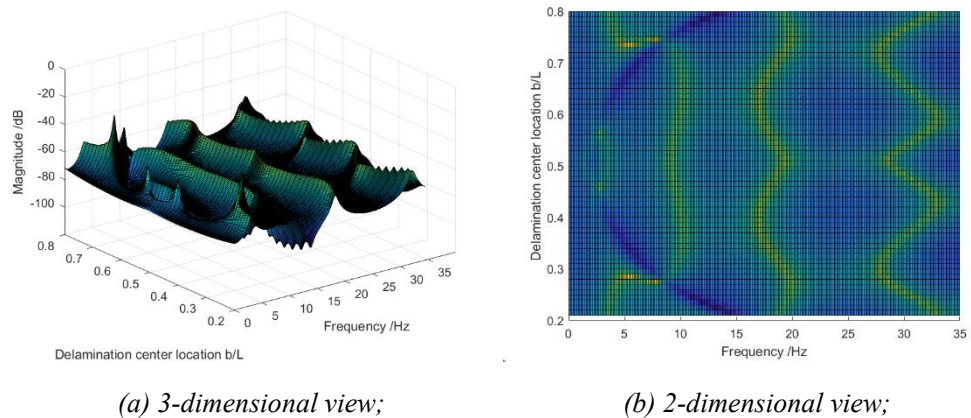 0
-20
-40
-60
-80
-100
Magnitude /dB
0.8
0.7
0.6
0.5
0.4
0.3
0.2
Delamination center location b/L
0 5 10 15 20 25 30 35
Frequency /Hz
(a) 3-dimensional view;
0.8
0.7
0.6
0.5
0.4
0.3
0.2
Delamination center location b/L
0 5 10 15 20 25 30 35
Frequency /Hz
(b) 2-dimensional view;